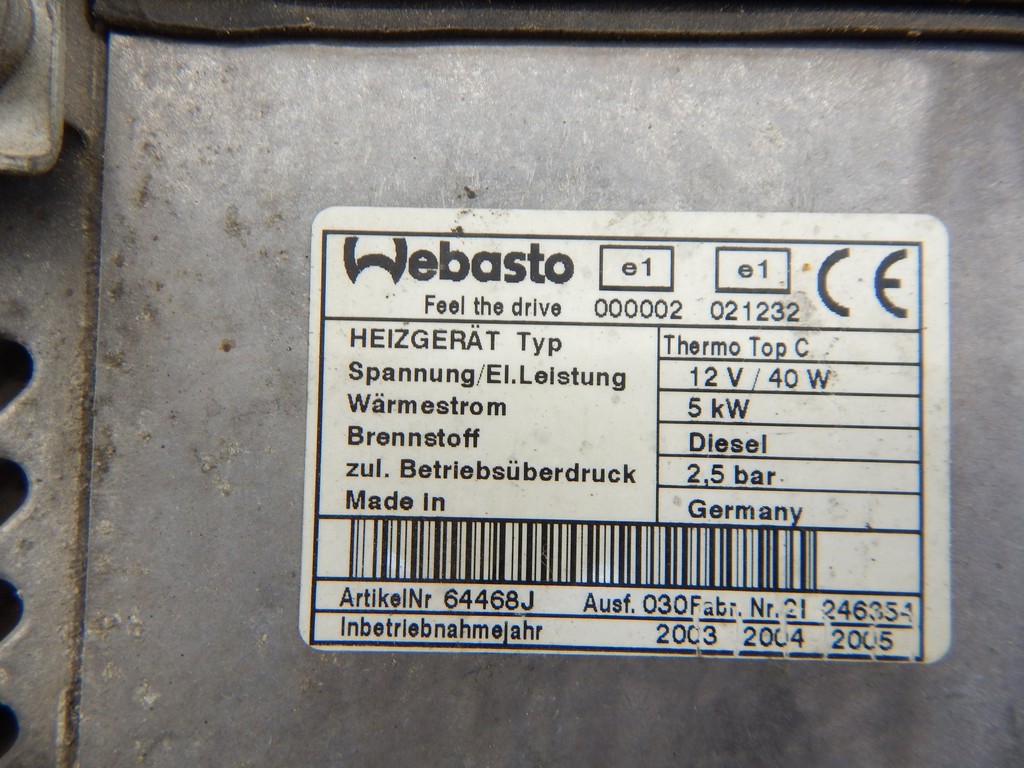 Webasto e1 e1 CE
Feel the drive 000002 021232
HEIZGERÄT Typ Thermo Top C
Spannung/El.Leistung 12 V / 40 W
Wärmestrom 5 kW
Brennstoff Diesel
zul. Betriebsüberdruck 2,5 bar
Made in Germany
ArtikelNr 64468J Ausf. 030 Fabr. Nr. 21 246354
Inbetriebnahmejahr 2003 2004 2005